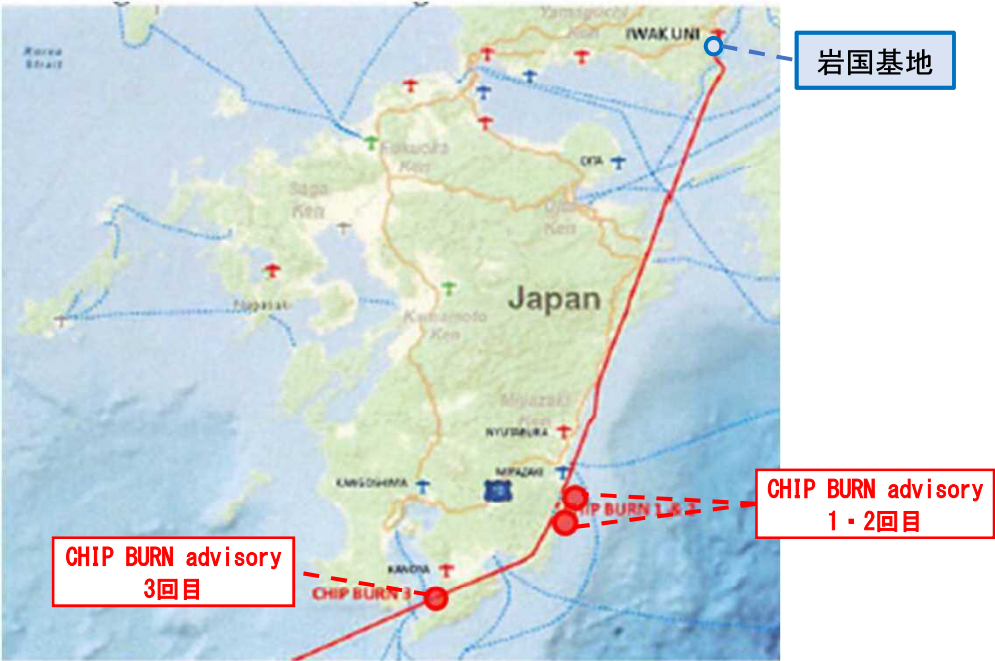 Yamaguchi
Ken
IWAKUNI
岩国基地
Korea
Strait
Fukuoka
Ken
OITA
Saga
Ken
Ken
Japan
Nagasaki
Kumamoto
Ken
Miyazaki
Ken
NYUTABURA
MIYAZAKI
KAGOSHIMA
CHIP BURN advisory
1・2回目
CHIP BURN advisory
3回目
KANOYA
CHIP BURN 3